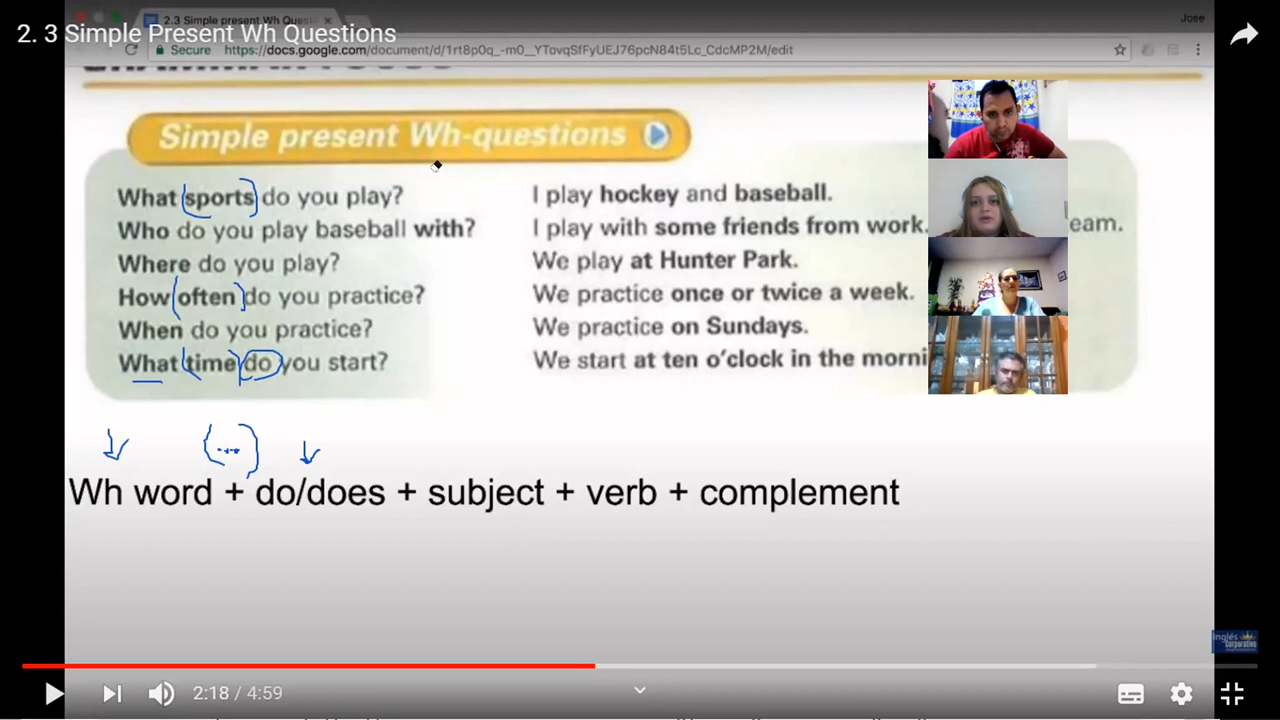 2.3 Simple Present Wh Ques
Jose
2. 3 Simple Present Wh Questions
Secure https://docs.google.com/document/d/1rt8p0q_-m0__YTovqSfFyUEJ76pcN84t5Lc_CdcMP2M/edit
Simple present Wh-questions
What (sports) do you play? I play hockey and baseball.
Who do you play baseball with? I play with some friends from work. eam.
Where do you play? We play at Hunter Park.
How (often) do you practice? We practice once or twice a week.
When do you practice? We practice on Sundays.
What (time) do you start? We start at ten o'clock in the morni
(...)
Wh word + do/does + subject + verb + complement
Inglés
Corporativo
2:18 / 4:59